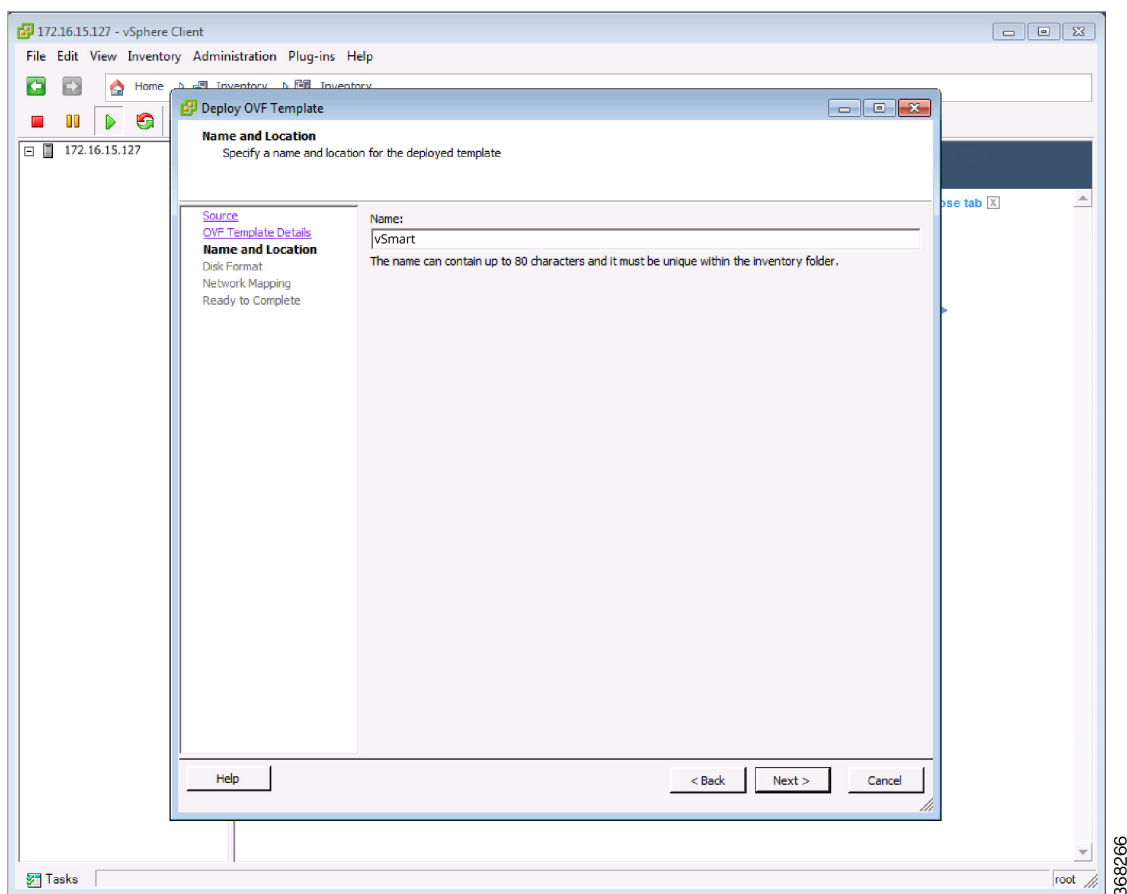 172.16.15.127 - vSphere Client
File Edit View Inventory Administration Plug-ins Help
Home Inventory Inventory
Deploy OVF Template
Name and Location
Specify a name and location for the deployed template
172.16.15.127
ose tab X
Source
OVF Template Details
Name and Location
Disk Format
Network Mapping
Ready to Complete
Name:
vSmart
The name can contain up to 80 characters and it must be unique within the inventory folder.
Help
< Back
Next >
Cancel
Tasks
root
368266